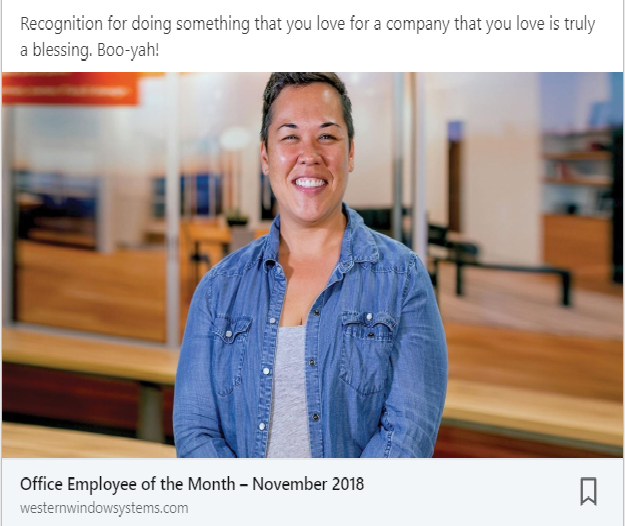 Recognition for doing something that you love for a company that you love is truly
a blessing. Boo-yah!
Office Employee of the Month – November 2018
westernwindowsystems.com